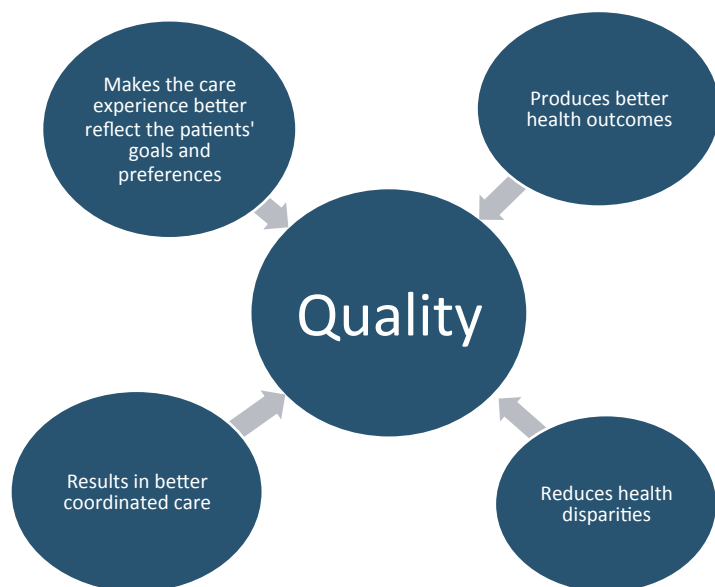 Makes the care
experience better
reflect the patients'
goals and
preferences
Produces better
health outcomes
Quality
Results in better
coordinated care
Reduces health
disparities